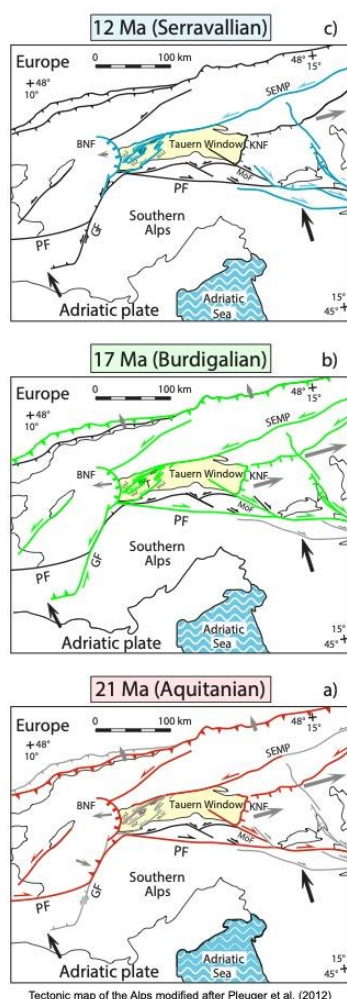 12 Ma (Serravallian) c)
Europe 0 100 km 48°
+48° 15°
10° SEMP
BNF Tauern Window KNF
MöF
PF
GF Southern
Alps
PF
Adriatic
Sea
Adriatic plate 15°
45°+
17 Ma (Burdigalian) b)
Europe 0 100 km 48°
+48° 15°
10° SEMP
BNF Tauern Window KNF
T
MöF
PF
GF Southern
Alps
PF
Adriatic
Sea
Adriatic plate 15°
45°+
21 Ma (Aquitanian) a)
Europe 0 100 km 48°
+48° 15°
10° SEMP
BNF Tauern Window KNF
MöF
PF
GF Southern
Alps
PF
Adriatic
Sea
Adriatic plate 15°
45°+
Tectonic map of the Alps modified after Pleuger et al. (2012)